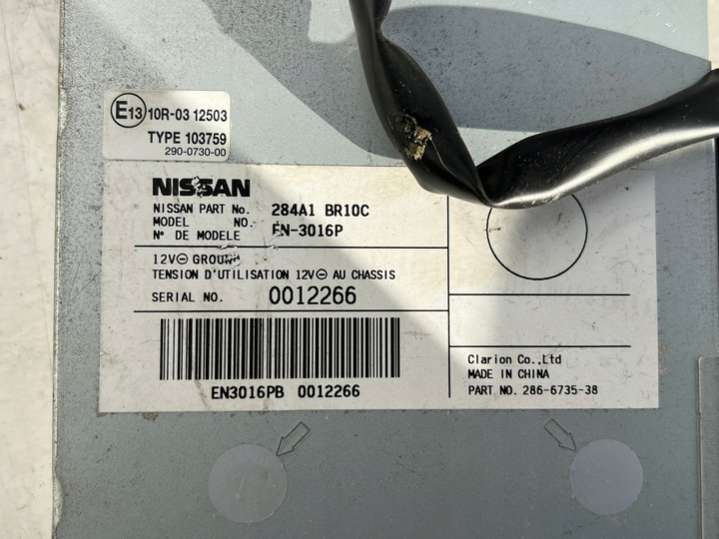 E13 10R-03 12503
TYPE 103759
290-0730-00
NISSAN
NISSAN PART No. 284A1 BR10C
MODEL NO. EN-3016P
N° DE MODELE
12V⊖ GROUND
TENSION D'UTILISATION 12V⊖ AU CHASSIS
SERIAL NO. 0012266
EN3016PB 0012266
Clarion Co.,Ltd
MADE IN CHINA
PART NO. 286-6735-38